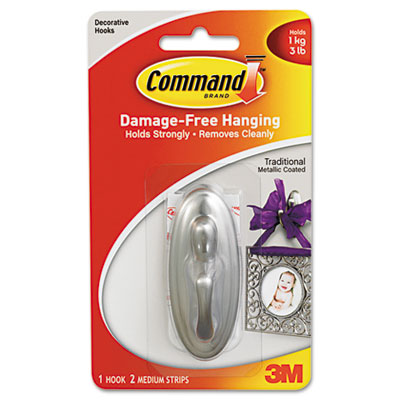 Decorative
Hooks
Holds
1 kg
3 lb
Command
BRAND
Damage-Free Hanging
Holds Strongly • Removes Cleanly
Traditional
Metallic Coated
1 HOOK 2 MEDIUM STRIPS
3M